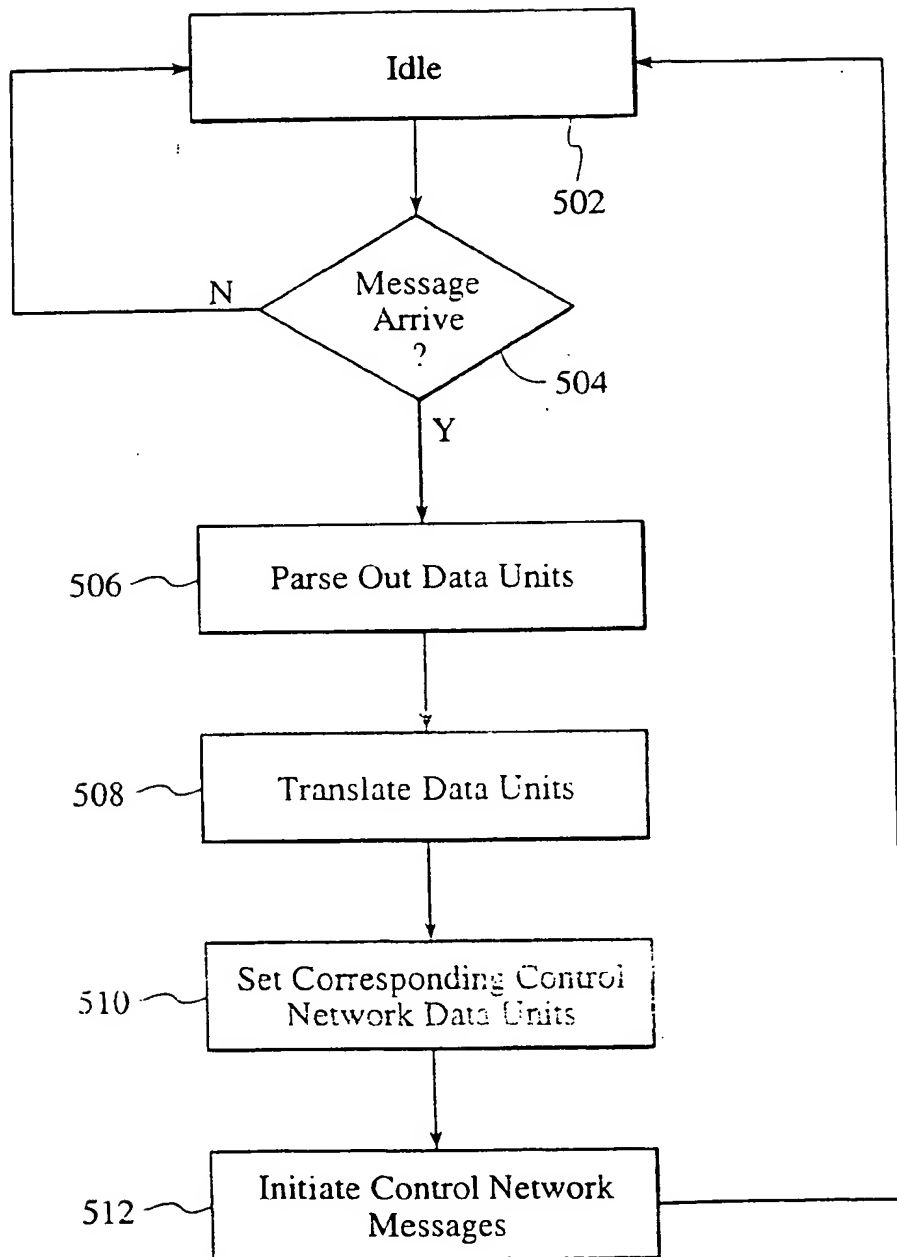 Idle
502
N
Message
Arrive
?
504
Y
506
Parse Out Data Units
508
Translate Data Units
510
Set Corresponding Control
Network Data Units
512
Initiate Control Network
Messages